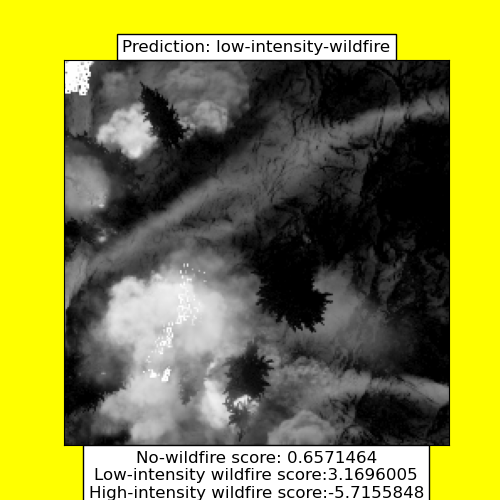 Prediction: low-intensity-wildfire
No-wildfire score: 0.6571464
Low-intensity wildfire score:3.1696005
High-intensity wildfire score:-5.7155848